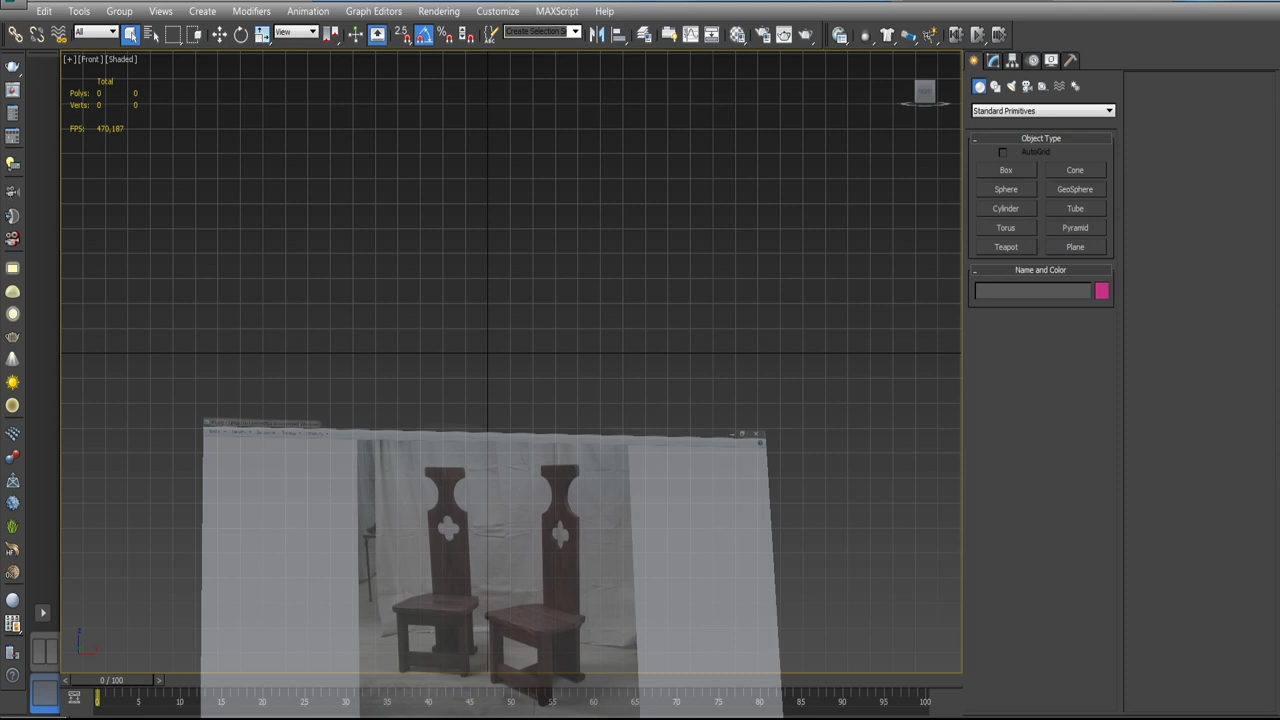 Edit Tools Group Views Create Modifiers Animation Graph Editors Rendering Customize MAXScript Help
All View 2.5 Create Selection Se
[+] [Front] [Shaded]
Total
Polys: 0 0
Verts: 0 0
FPS: 470,187
Standard Primitives
- Object Type
AutoGrid
Box Cone
Sphere GeoSphere
Cylinder Tube
Torus Pyramid
Teapot Plane
- Name and Color
z
< 0 / 100 >
0 5 10 15 20 25 30 35 40 45 50 55 60 65 70 75 80 85 90 95 100